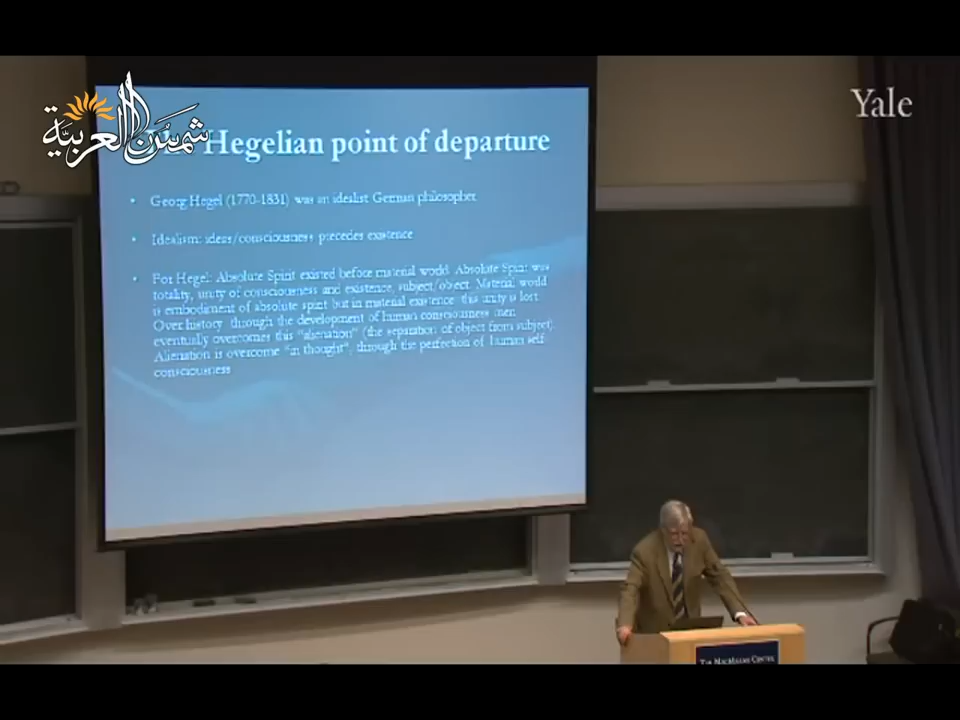 شمس العربية
Yale
Hegelian point of departure
• Georg Hegel (1770-1831) was an idealist German philosopher
• Idealism: ideas/consciousness precedes existence
• For Hegel: Absolute Spirit existed before material world. Absolute Spirit was
totality, unity of consciousness and existence, subject/object. Material world
is embodiment of absolute spirit but in material existence this unity is lost.
Over history through the development of human consciousness men
eventually overcomes this "alienation" (the separation of object from subject).
Alienation is overcome "in thought", through the perfection of human self
consciousness
THE MACMILLAN CENTER